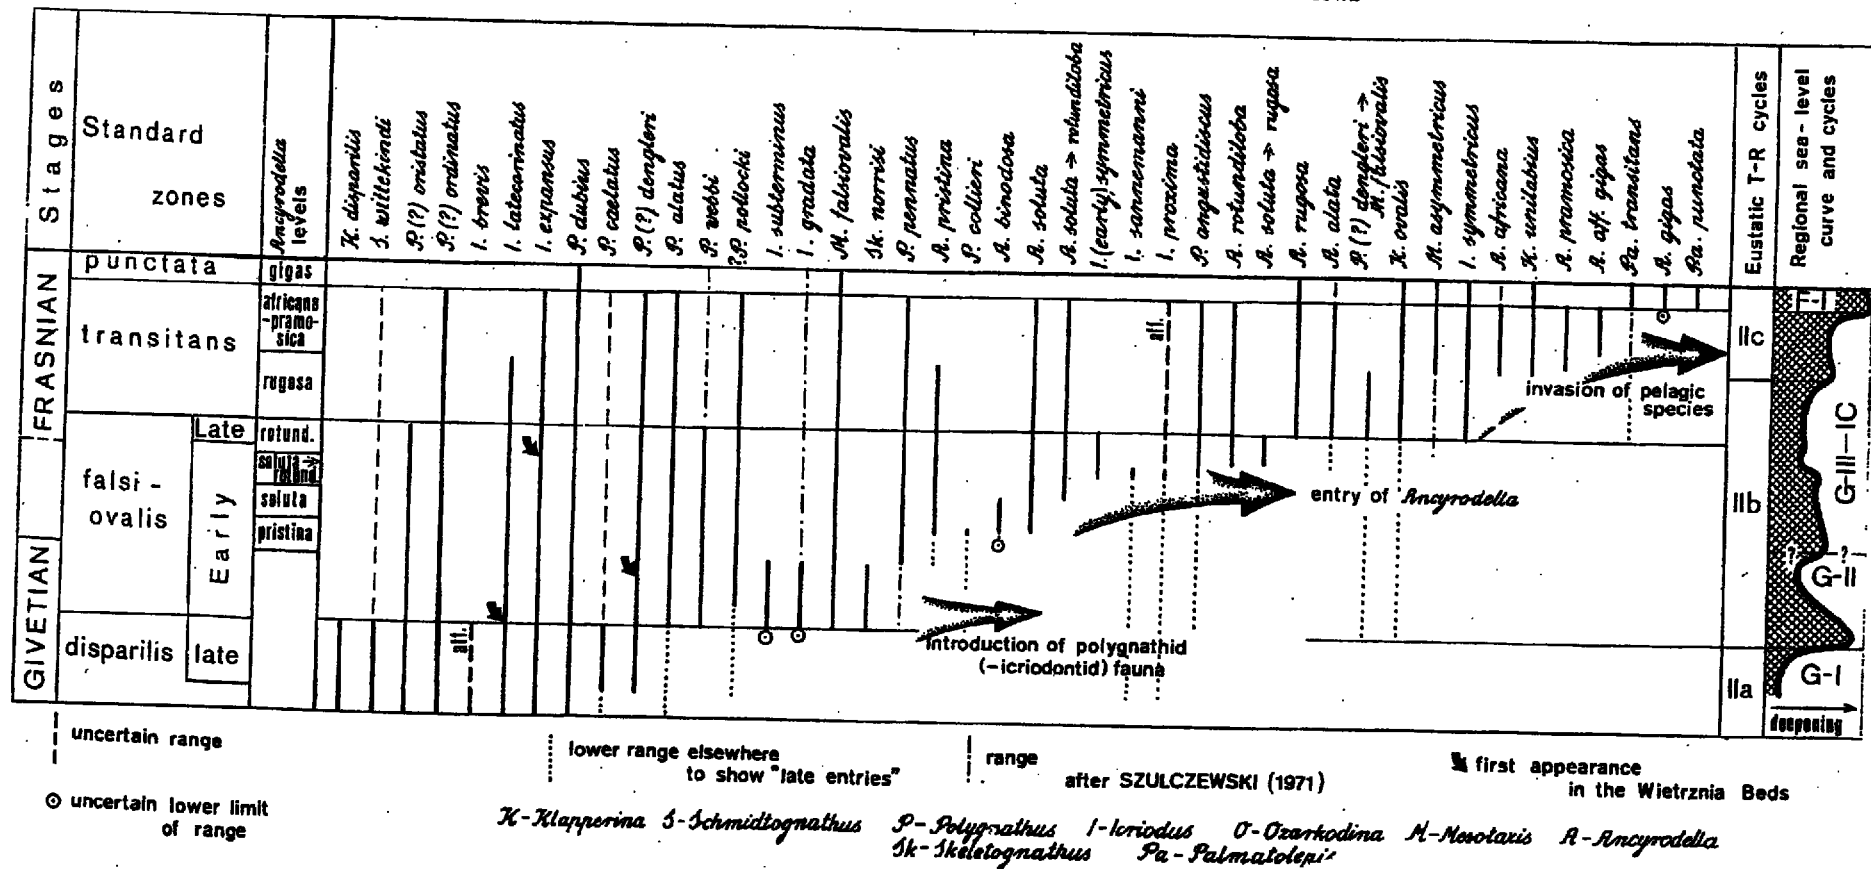 Stages
Standard
zones
Ancyrodella
levels
K. disparilis
S. wittekindi
P.(?) cristatus
P.(?) ordinatus
I. brevis
I. latecarinatus
I. expansus
P. dubius
P. caelatus
P.(?) dengleri
P. alatus
P. webbi
?P. pollocki
I. subterminus
I. gradata
M. falsiovalis
Sk. norrisi
P. pennatus
A. pristina
P. collieri
A. binodosa
A. soluta
A. soluta → rotundiloba
I.(early) symmetricus
I. sannemanni
I. proxima
P. angustidiscus
A. rotundiloba
A. soluta → rugosa
A. rugosa
A. alata
P.(?) dengleri →
M. falsiovalis
K. ovalis
M. asymmetricus
I. symmetricus
A. africana
K. unilabius
A. pramosica
A. aff. gigas
Pa. transitans
A. gigas
Pa. punctata
Eustatic T-R cycles
Regional sea-level
curve and cycles
FRASNIAN
GIVETIAN
punctata
gigas
transitans
africana
-pramo-
sica
rugosa
falsi-
ovalis
Late
rotund.
Early
soluta→
rotund.
soluta
pristina
disparilis
late
aff.
aff.
invasion of pelagic
species
entry of Ancyrodella
Introduction of polygnathid
(-icriodontid) fauna
IIc
IIb
IIa
F-I
G-III-IC
? - ?
G-II
G-I
deepening
uncertain range
uncertain lower limit
of range
lower range elsewhere
to show "late entries"
range
after SZULCZEWSKI (1971)
first appearance
in the Wietrznia Beds
K-Klapperina S-Schmidtognathus P-Polygnathus I-Icriodus O-Ozarkodina M-Mesotaxis A-Ancyrodella
Sk-Skeletognathus Pa-Palmatolepis